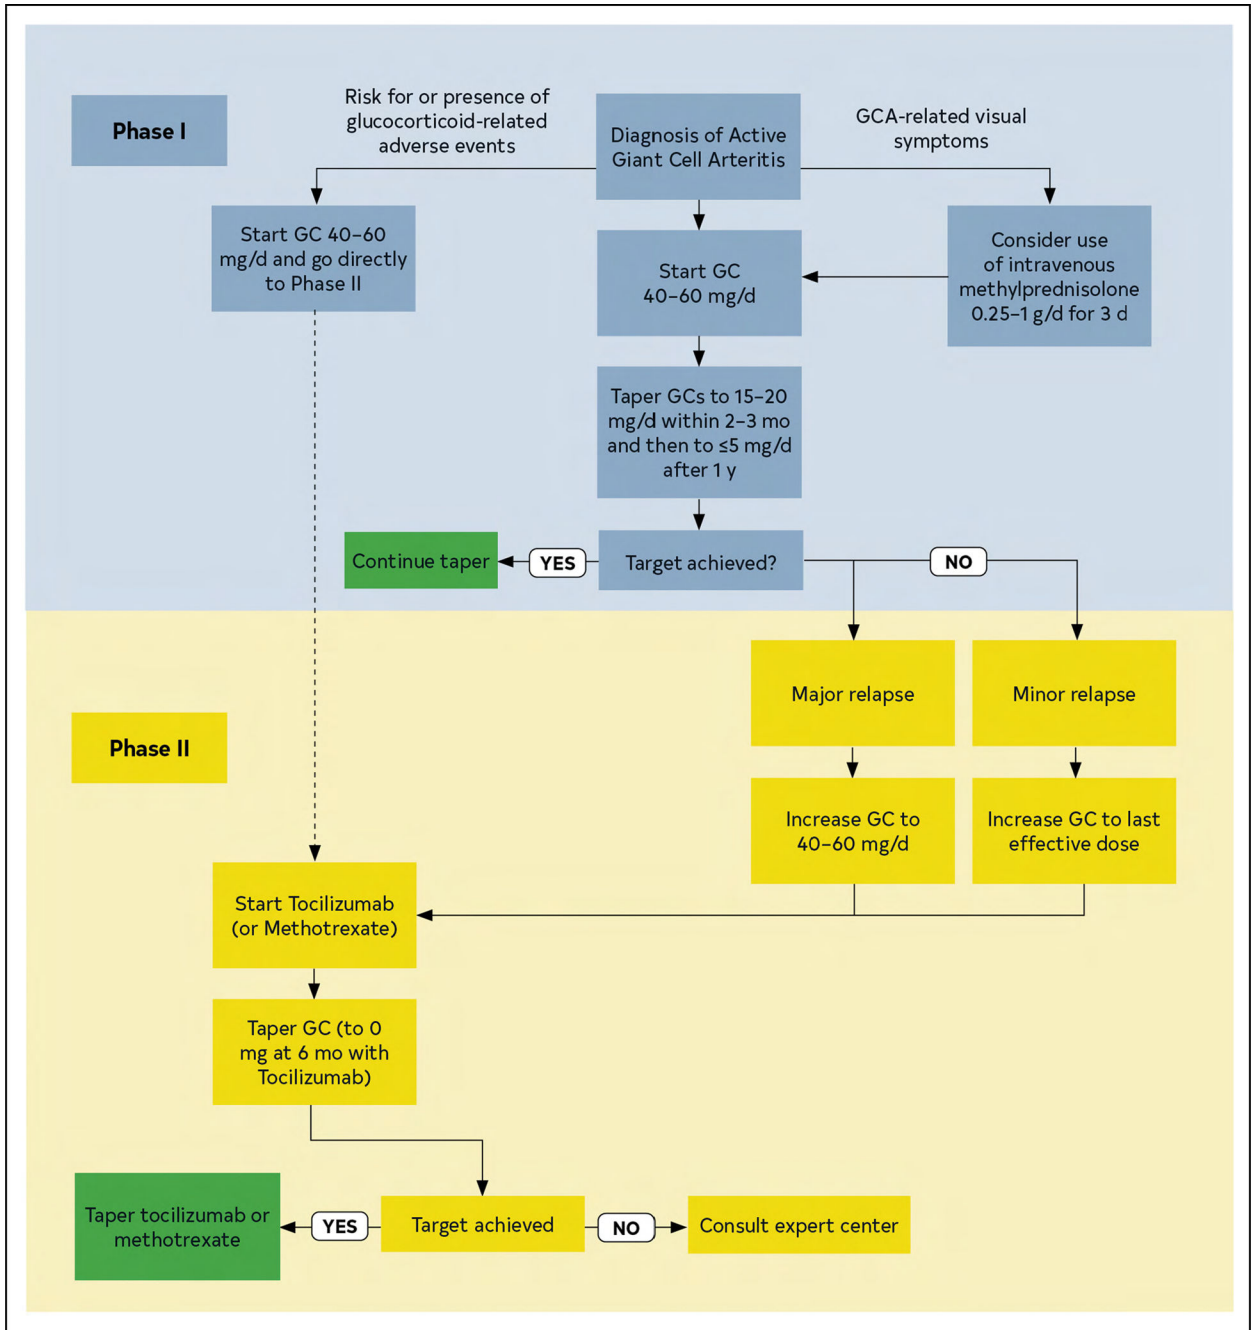 Phase I
Risk for or presence of
glucocorticoid-related
adverse events
Diagnosis of Active
Giant Cell Arteritis
GCA-related visual
symptoms
Start GC 40–60
mg/d and go directly
to Phase II
Start GC
40–60 mg/d
Consider use
of intravenous
methylprednisolone
0.25–1 g/d for 3 d
Taper GCs to 15–20
mg/d within 2–3 mo
and then to ≤5 mg/d
after 1 y
Continue taper
YES
Target achieved?
NO
Phase II
Major relapse
Minor relapse
Increase GC to
40–60 mg/d
Increase GC to last
effective dose
Start Tocilizumab
(or Methotrexate)
Taper GC (to 0
mg at 6 mo with
Tocilizumab)
Taper tocilizumab or
methotrexate
YES
Target achieved
NO
Consult expert center